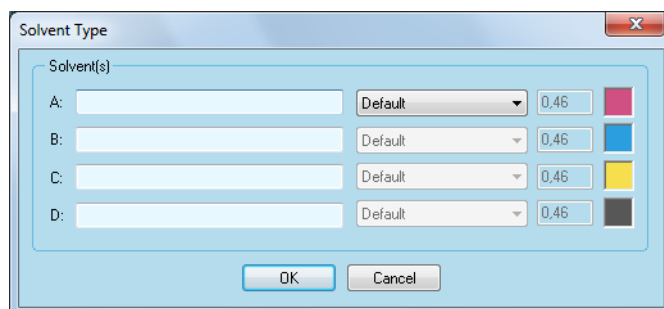 Solvent Type
Solvent(s)
A: Default 0,46
B: Default 0,46
C: Default 0,46
D: Default 0,46
OK Cancel